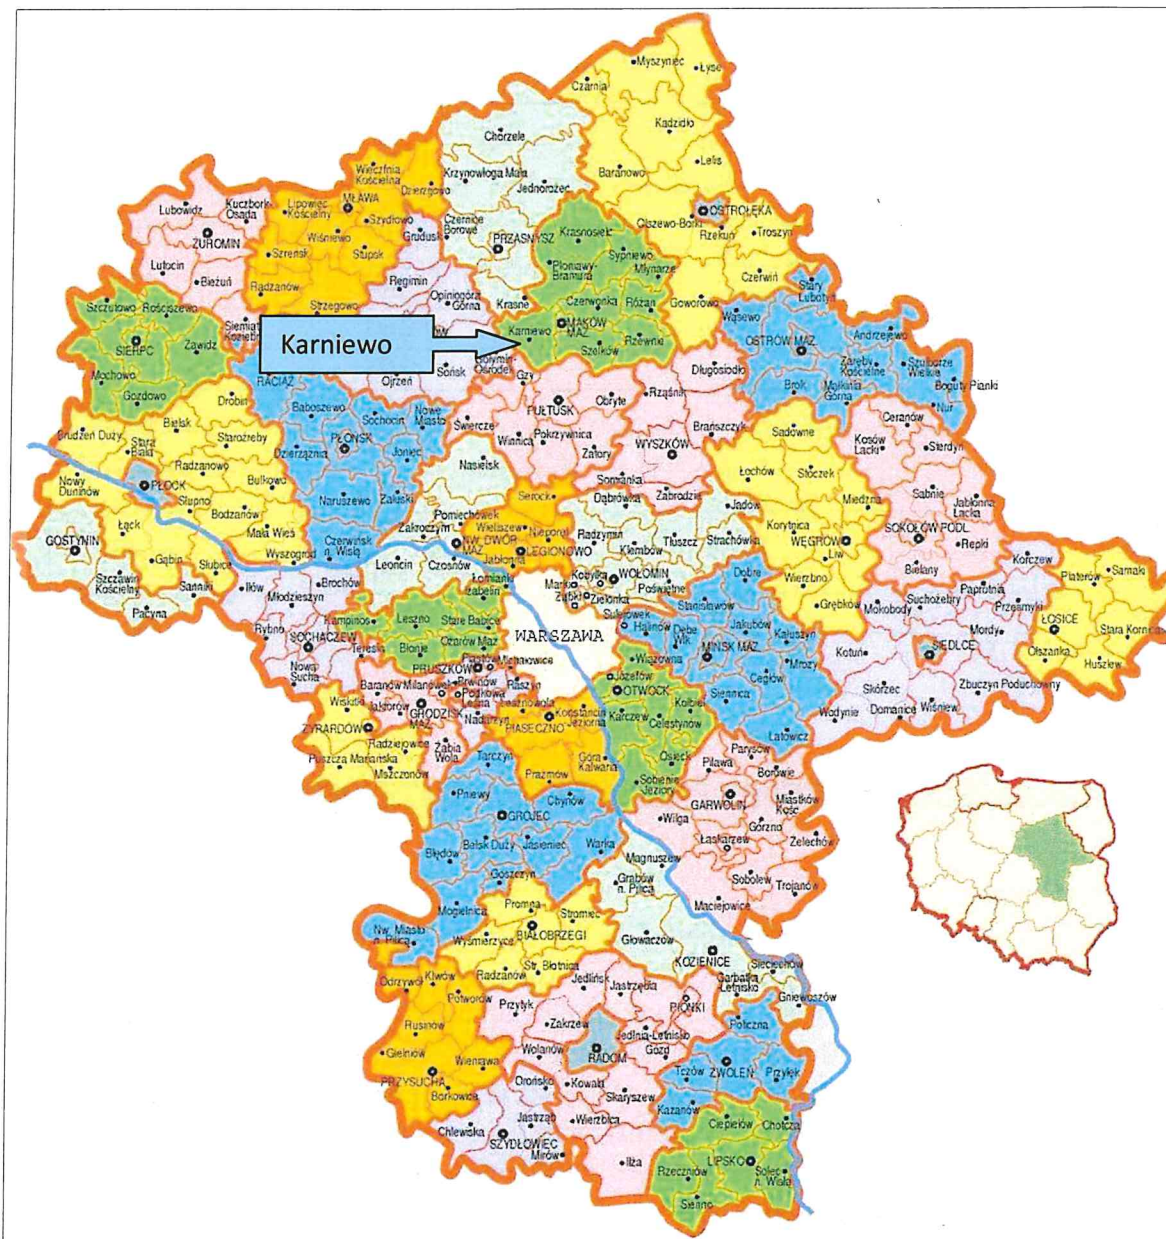 Myszyniec
Łyse
Czarnia
Kadzidło
Chorzele
Lelis
Baranowo
Wieczfnia
Kościelna
Krzynowłoga Mała
Dzierzgowo
Jednorożec
MŁAWA
Lubowidz
Kuczbork-
Osada
Lipowiec
Kościelny
Szydłowo
Czernice
Borowe
Olszewo-Borki
OSTROŁĘKA
Rzekuń
Troszyn
ŻUROMIN
Wiśniewo
Grudusk
PRZASNYSZ
Krasnosielc
Sypniewo
Szreńsk
Stupsk
Płoniawy-
Bramura
Młynarze
Czerwin
Lutocin
Bieżuń
Radzanów
Regimin
Opinogóra
Górna
Krasne
Czerwonka
Różan
Goworowo
Stary
Lubotyń
Strzegowo
Szczutowo
Rościszewo
Karniewo
Karniewo
MAKÓW
MAZ
Rzewnie
Szelków
Wąsewo
OSTRÓW MAZ
Andrzejewo
SIERPC
Zawidz
Zaręby
Kościelne
Szulborze
Wielkie
Mochowo
Gozdowo
RACIĄŻ
Ojrzeń
Sońsk
Gołymin-
Ośrodek
Gzy
Długosiodło
Brok
Małkinia
Górna
Boguty Pianki
Nur
Drobin
Baboszewo
Sochocin
Nowe
Miasto
PUŁTUSK
Obryte
Rząśnik
Brańszczyk
Ceranów
Brudzeń Duży
Bielsk
Staroźreby
PŁOŃSK
Świercze
Winnica
Pokrzywnica
WYSZKÓW
Sadowne
Kosów
Lacki
Sterdyń
Stara
Biała
Radzanowo
Dzierzążnia
Joniec
Zatory
Nasielsk
Łochów
Stoczek
PŁOCK
Bulkowo
Somianka
Zabrodzie
Sabnie
Jabłonna
Lacka
Nowy
Duninów
Słupno
Naruszewo
Załuski
Serock
Dąbrówka
Jadów
Miedzna
Bodzanów
Pomiechówek
Zakroczym
Wieliszew
Nieporęt
Radzymin
Tłuszcz
Strachówka
Korytnica
SOKOŁÓW PODL
Łąck
Mała Wieś
Czerwińsk
n. Wisłą
NW. DWÓR
MAZ
LEGIONOWO
Klembów
WĘGRÓW
Liw
Repki
GOSTYNIN
Gąbin
Słubice
Wyszogród
Leoncin
Czosnów
Jabłonna
Kobyłka
Marki
WOŁOMIN
Poświętne
Dobre
Bielany
Korczew
Szczawin
Kościelny
Sanniki
Iłów
Brochów
Łomianki
Izabelin
Ząbki
Zielonka
Wierzbno
Grębków
Suchożebry
Paprotnia
Platerów
Sarnaki
Pacyna
Młodzieszyn
Kampinos
Leszno
Stare Babice
WARSZAWA
Sulejówek
Stanisławów
Mokobody
Przesmyki
ŁOSICE
Rybno
SOCHACZEW
Ożarów Maz
Halinów
Dębe
Wlk
Jakubów
Kałuszyn
Mordy
Stara Kornica
Teresin
Błonie
PRUSZKÓW
Piastów
Michałowice
Wiązowna
MIŃSK MAZ
Mrozy
Kotuń
SIEDLCE
Olszanka
Nowa
Sucha
Baranów
Milanówek
Brwinów
Raszyn
Józefów
OTWOCK
Cegłów
Huszlew
Wiskitki
Jaktorów
Podkowa
Leśna
Lesznowola
Konstancin
Jeziorna
Karczew
Kołbiel
Siennica
Skórzec
Zbuczyn Poduchowny
ŻYRARDÓW
GRODZISK
MAZ
Nadarzyn
PIASECZNO
Celestynów
Wodynie
Domanice
Wiśniew
Radziejowice
Żabia
Wola
Góra
Kalwaria
Osieck
Latowicz
Puszcza Mariańska
Mszczonów
Tarczyn
Prażmów
Sobienie
Jeziory
Parysów
Pilawa
Borowie
Pniewy
Chynów
GARWOLIN
Miastków
Kośc
GRÓJEC
Wilga
Górzno
Błędów
Belsk Duży
Jasieniec
Warka
Łaskarzew
Żelechów
Magnuszew
Goszczyn
Grabów
n. Pilicą
Sobolew
Trojanów
Mogielnica
Promna
Stromiec
Maciejowice
Nw. Miasto
n. Pilicą
Wyśmierzyce
BIAŁOBRZEGI
Głowaczów
KOZIENICE
Sieciechów
Odrzywół
Klwów
Radzanów
Str. Błotnica
Jedlińsk
Garbatka
Letnisko
Gniewoszów
Potworów
Przytyk
Jastrzębia
PIONKI
Rusinów
Zakrzew
Jedlnia-Letnisko
Policzna
Gielniów
Wieniawa
Wolanów
RADOM
Gózd
PRZYSUCHA
Borkowice
Orońsko
Kowala
Skaryszew
Tczów
ZWOLEŃ
Przyłęk
Chlewiska
Jastrząb
Wierzbica
Kazanów
Ciepielów
Chotcza
SZYDŁOWIEC
Mirów
Iłża
Rzeczniów
LIPSKO
Solec
n. Wisłą
Sienno